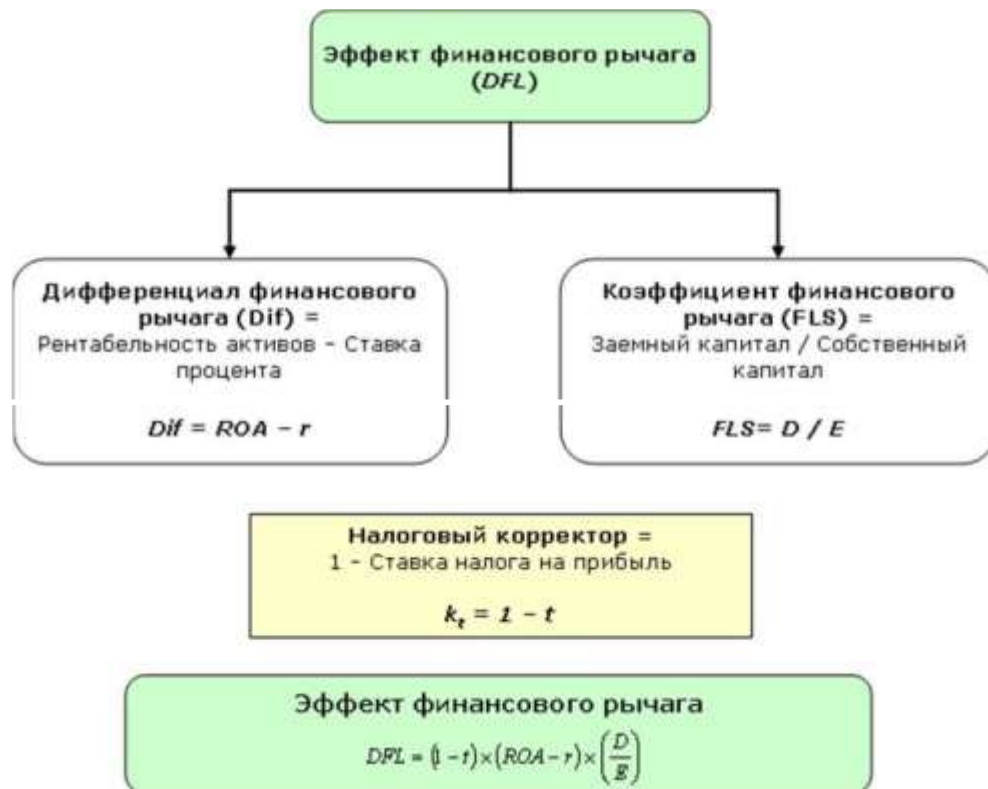 Эффект финансового рычага
(DFL)
Дифференциал финансового
рычага (Dif) =
Рентабельность активов - Ставка
процента
Dif = ROA - r
Коэффициент финансового
рычага (FLS) =
Заемный капитал / Собственный
капитал
FLS= D / E
Налоговый корректор =
1 - Ставка налога на прибыль
kₜ = 1 - t
Эффект финансового рычага
DFL = (1-t)×(ROA-r)×(D/E)